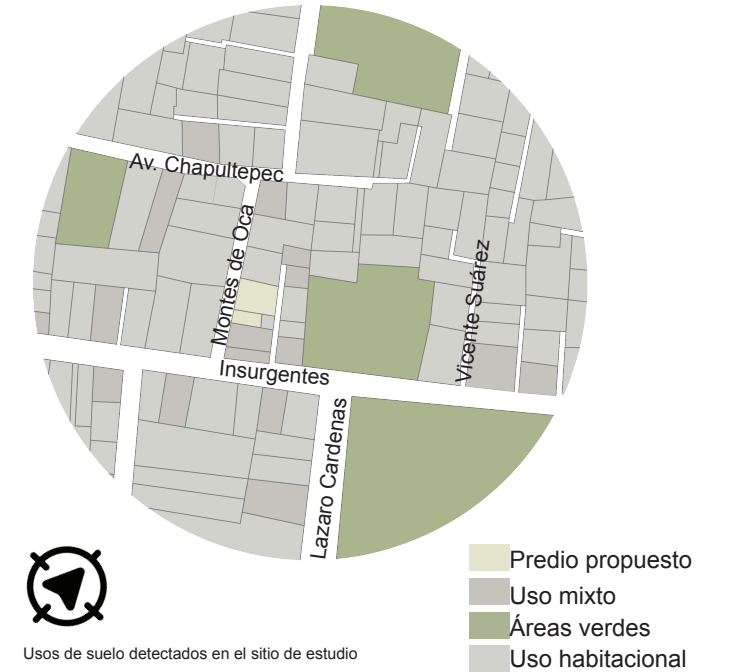 Av. Chapultepec
Montes de Oca
Vicente Suárez
Insurgentes
Lazaro Cardenas
Predio propuesto
Uso mixto
Áreas verdes
Uso habitacional
Usos de suelo detectados en el sitio de estudio